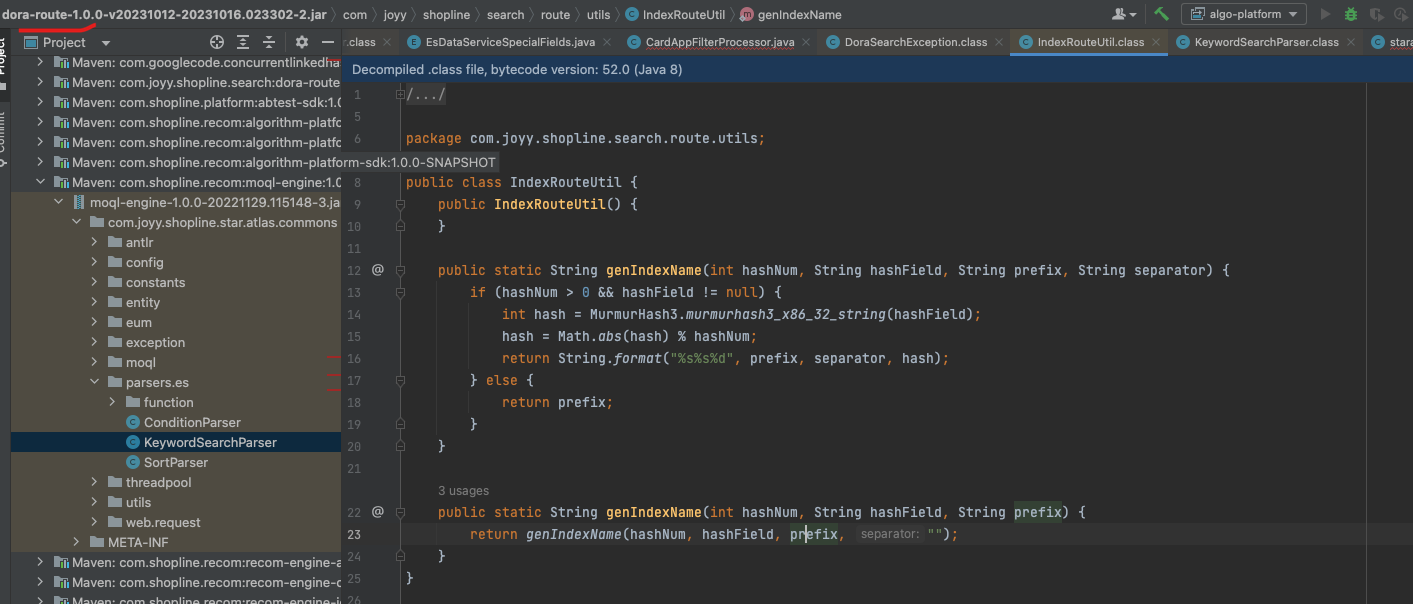 dora-route-1.0.0-v20231012-20231016.023302-2.jar com joyy shopline search route utils IndexRouteUtil genIndexName algo-platform
Project
r.class EsDataServiceSpecialFields.java CardAppFilterProcessor.java DoraSearchException.class IndexRouteUtil.class KeywordSearchParser.class stara
Project
Commit
Maven: com.googlecode.concurrentlinkedha
Maven: com.joyy.shopline.search:dora-route
Maven: com.shopline.platform:abtest-sdk:1.0
Maven: com.shopline.recom:algorithm-platfo
Maven: com.shopline.recom:algorithm-platfo
Maven: com.shopline.recom:algorithm-platform-sdk:1.0.0-SNAPSHOT
Maven: com.shopline.recom:moql-engine:1.0
moql-engine-1.0.0-20221129.115148-3.ja
com.joyy.shopline.star.atlas.commons
antlr
config
constants
entity
eum
exception
moql
parsers.es
function
ConditionParser
KeywordSearchParser
SortParser
threadpool
utils
web.request
META-INF
Maven: com.shopline.recom:recom-engine-a
Maven: com.shopline.recom:recom-engine-c
Maven: com.shopline.recom:recom-engine-i
Decompiled .class file, bytecode version: 52.0 (Java 8)
1 /.../
5
6 package com.joyy.shopline.search.route.utils;
8 public class IndexRouteUtil {
9 public IndexRouteUtil() {
10 }
11
12 @ public static String genIndexName(int hashNum, String hashField, String prefix, String separator) {
13 if (hashNum > 0 && hashField != null) {
14 int hash = MurmurHash3.murmurhash3_x86_32_string(hashField);
15 hash = Math.abs(hash) % hashNum;
16 return String.format("%s%s%d", prefix, separator, hash);
17 } else {
18 return prefix;
19 }
20 }
21
3 usages
22 @ public static String genIndexName(int hashNum, String hashField, String prefix) {
23 return genIndexName(hashNum, hashField, prefix, separator: "");
24 }
25 }
26